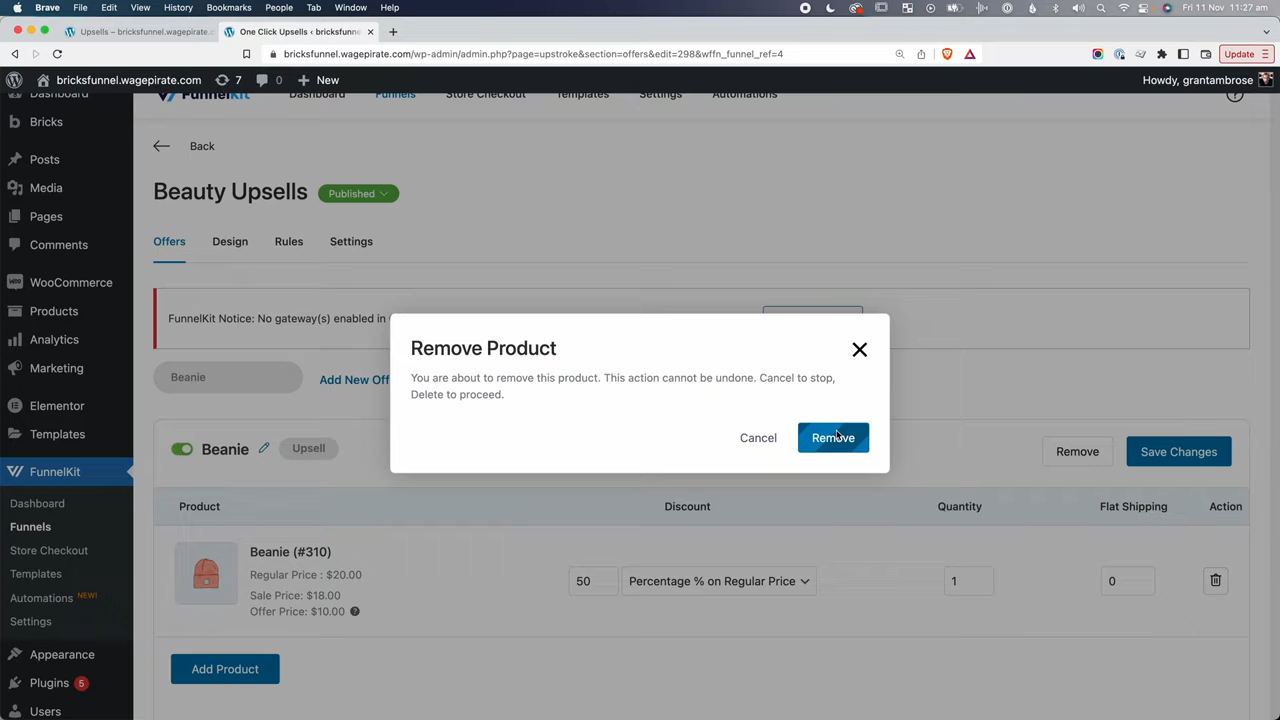 Brave File Edit View History Bookmarks People Tab Window Help Fri 11 Nov 11:27 am
Upsells – bricksfunnel.wagepirate. One Click Upsells ‹ bricksfunne
bricksfunnel.wagepirate.com/wp-admin/admin.php?page=upstroke&section=offers&edit=298&wffn_funnel_ref=4 Update
bricksfunnel.wagepirate.com 7 0 New Howdy, grantambrose
Dashboard
Bricks
Posts
Media
Pages
Comments
WooCommerce
Products
Analytics
Marketing
Elementor
Templates
FunnelKit
Dashboard
Funnels
Store Checkout
Templates
Automations NEW!
Settings
Appearance
Plugins 5
Users
FunnelKit Dashboard Funnels Store Checkout Templates Settings Automations
Back
Beauty Upsells Published
Offers Design Rules Settings
FunnelKit Notice: No gateway(s) enabled in
Beanie Add New Off
Remove Product
You are about to remove this product. This action cannot be undone. Cancel to stop,
Delete to proceed.
Cancel Remove
Beanie Upsell Remove Save Changes
Product Discount Quantity Flat Shipping Action
Beanie (#310)
Regular Price : $20.00
Sale Price: $18.00
Offer Price: $10.00
50 Percentage % on Regular Price 1 0
Add Product